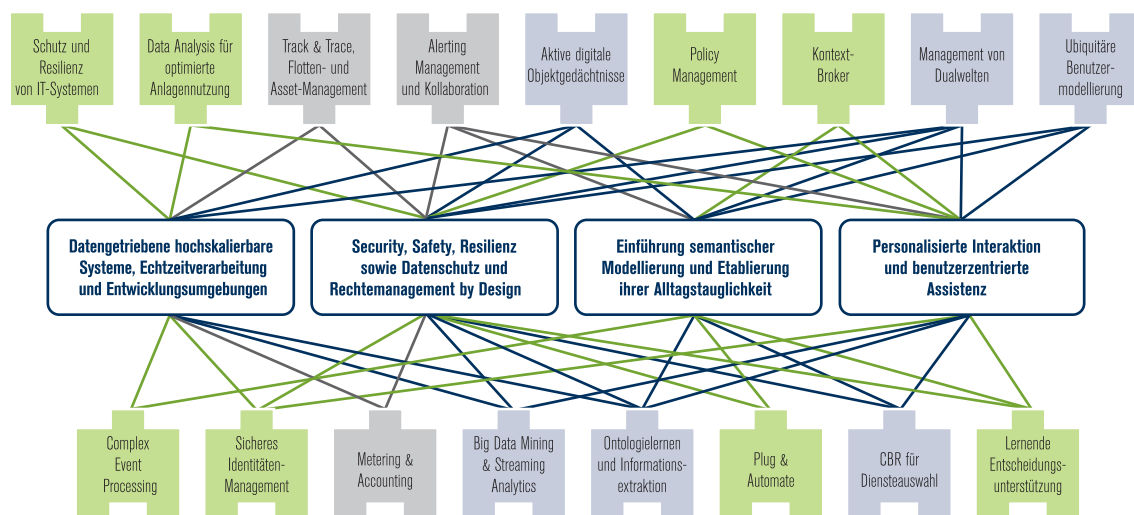 Schutz und
Resilienz
von IT-Systemen
Data Analysis für
optimierte
Anlagennutzung
Track & Trace,
Flotten- und
Asset-Management
Alerting
Management
und Kollaboration
Aktive digitale
Objektgedächtnisse
Policy
Management
Kontext-
Broker
Management von
Dualwelten
Ubiquitäre
Benutzer-
modellierung
Datengetriebene hochskalierbare
Systeme, Echtzeitverarbeitung
und Entwicklungsumgebungen
Security, Safety, Resilienz
sowie Datenschutz und
Rechtemanagement by Design
Einführung semantischer
Modellierung und Etablierung
ihrer Alltagstauglichkeit
Personalisierte Interaktion
und benutzerzentrierte
Assistenz
Complex
Event
Processing
Sicheres
Identitäten-
Management
Metering &
Accounting
Big Data Mining
& Streaming
Analytics
Ontologielernen
und Informations-
extraktion
Plug &
Automate
CBR für
Diensteauswahl
Lernende
Entscheidungs-
unterstützung